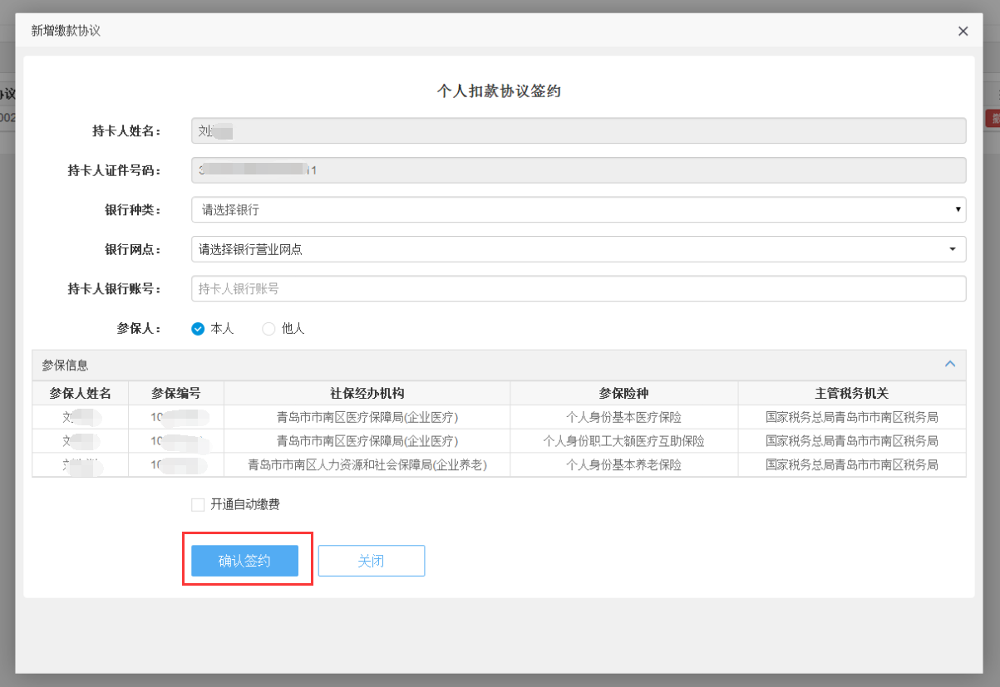 新增缴款协议
协议
002
个人扣款协议签约
持卡人姓名：
刘
持卡人证件号码：
3 11
银行种类：
请选择银行
银行网点：
请选择银行营业网点
持卡人银行账号：
持卡人银行账号
参保人：
本人 他人
参保信息
参保人姓名 参保编号 社保经办机构 参保险种 主管税务机关
10 青岛市市南区医疗保障局(企业医疗) 个人身份基本医疗保险 国家税务总局青岛市市南区税务局
10 青岛市市南区医疗保障局(企业医疗) 个人身份职工大额医疗互助保险 国家税务总局青岛市市南区税务局
10 青岛市市南区人力资源和社会保障局(企业养老) 个人身份基本养老保险 国家税务总局青岛市市南区税务局
开通自动缴费
确认签约 关闭